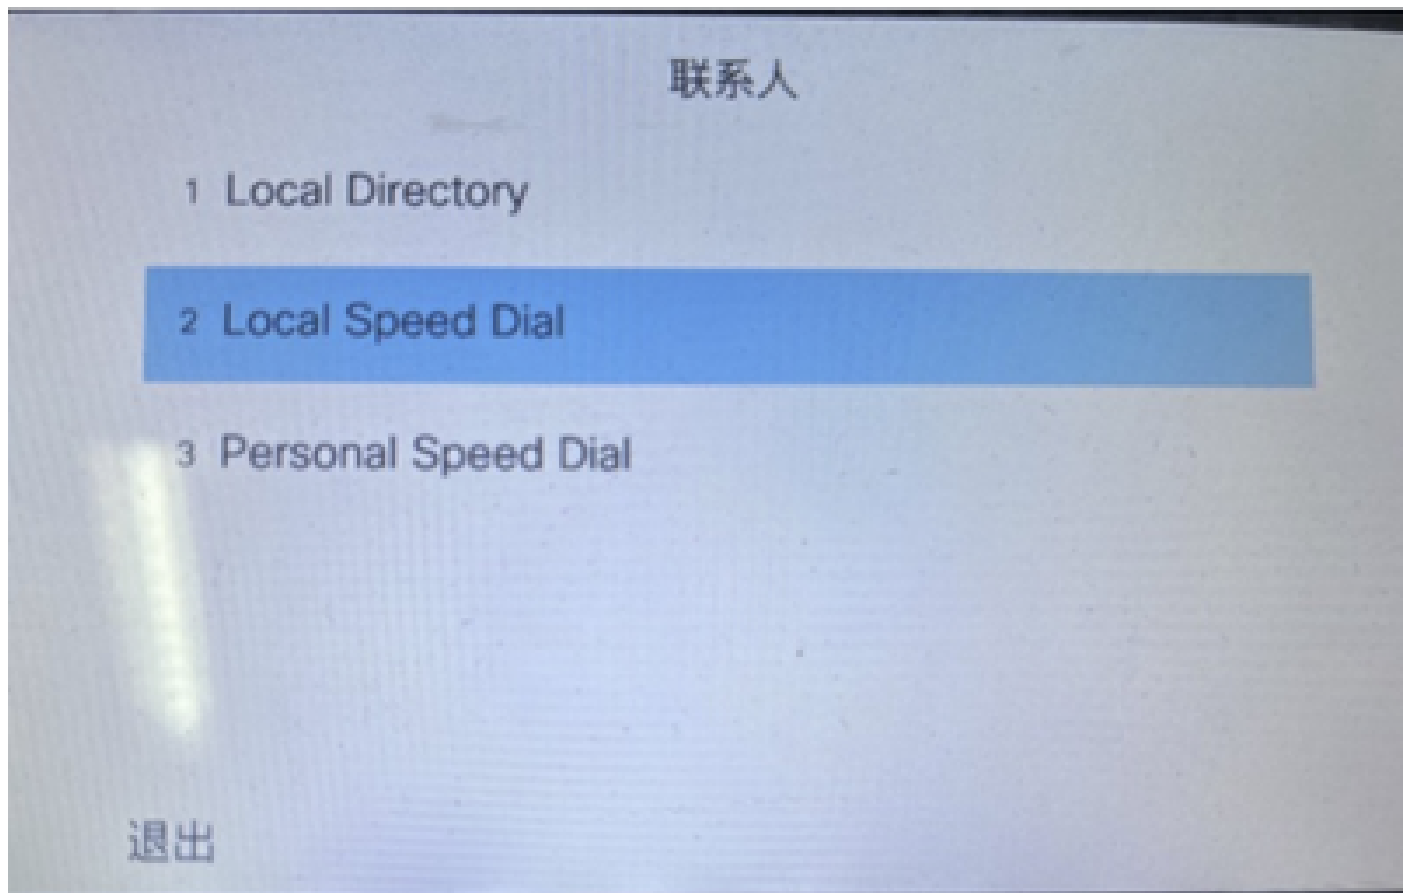 联系人
1 Local Directory
2 Local Speed Dial
3 Personal Speed Dial
退出